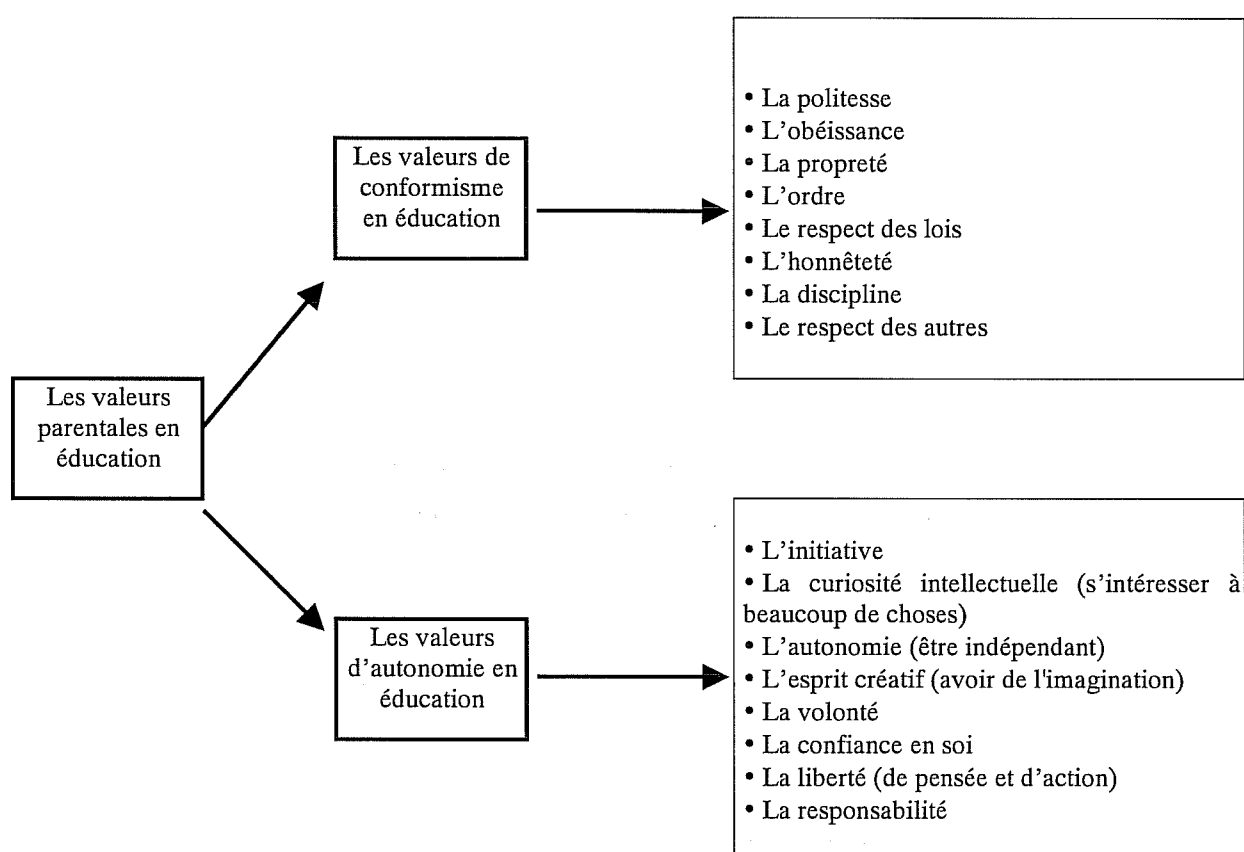 Les valeurs
parentales en
éducation
Les valeurs de
conformisme
en éducation
• La politesse
• L'obéissance
• La propreté
• L'ordre
• Le respect des lois
• L'honnêteté
• La discipline
• Le respect des autres
Les valeurs
d'autonomie en
éducation
• L'initiative
• La curiosité intellectuelle (s'intéresser à
beaucoup de choses)
• L'autonomie (être indépendant)
• L'esprit créatif (avoir de l'imagination)
• La volonté
• La confiance en soi
• La liberté (de pensée et d'action)
• La responsabilité